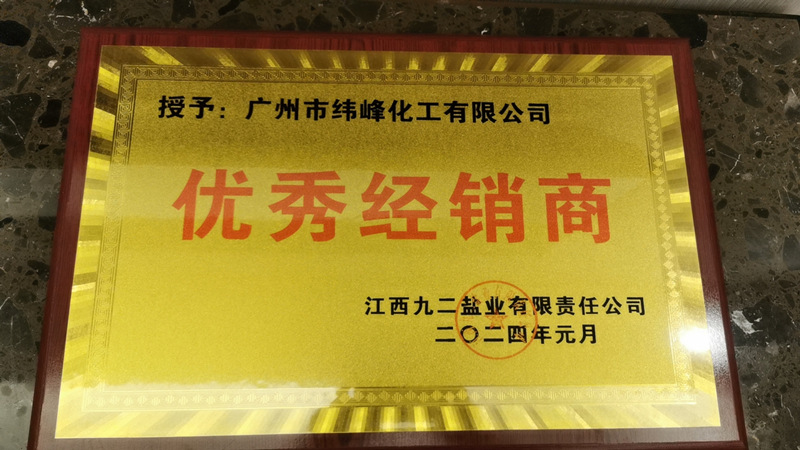 授予：广州市纬峰化工有限公司
优秀经销商
江西九二盐业有限责任公司
二〇二四年元月